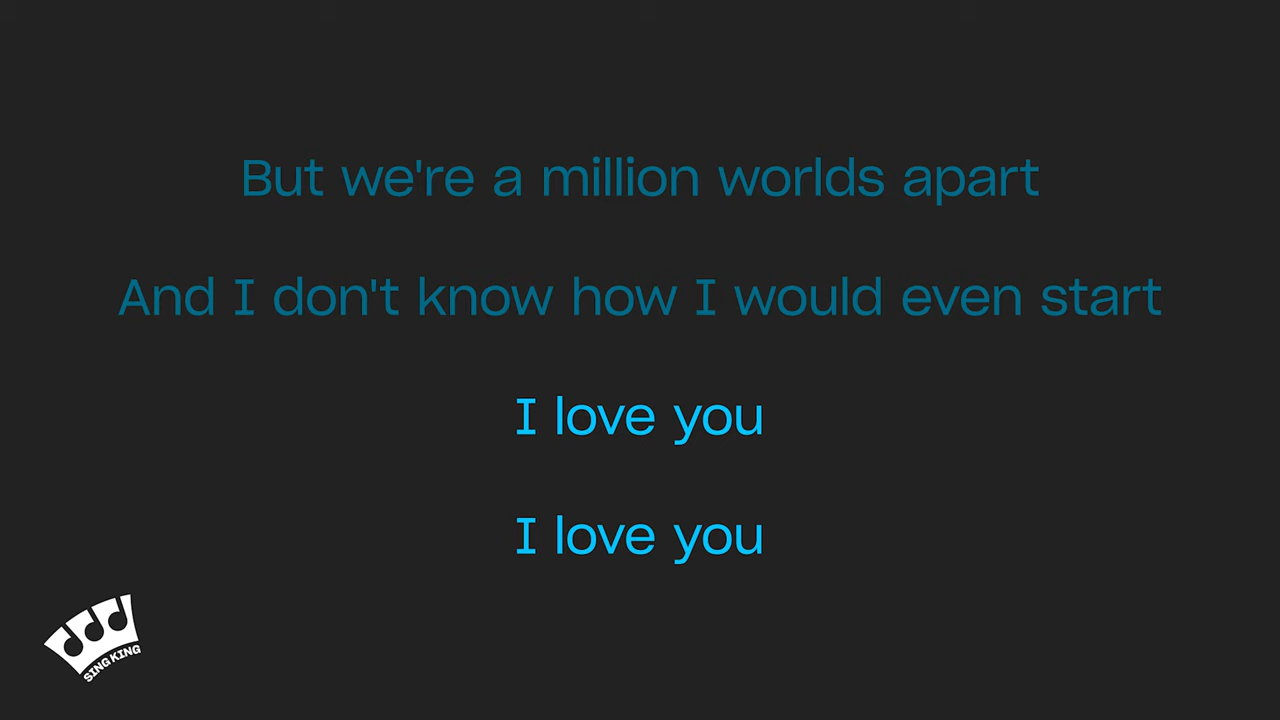 But we're a million worlds apart
And I don't know how I would even start
I love you
I love you
SING KING